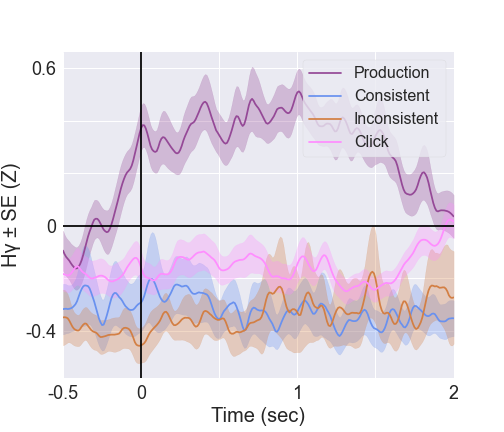 Production
Consistent
Inconsistent
Click
Hγ ± SE (Z)
0.6
0
-0.4
-0.5
0
1
2
Time (sec)